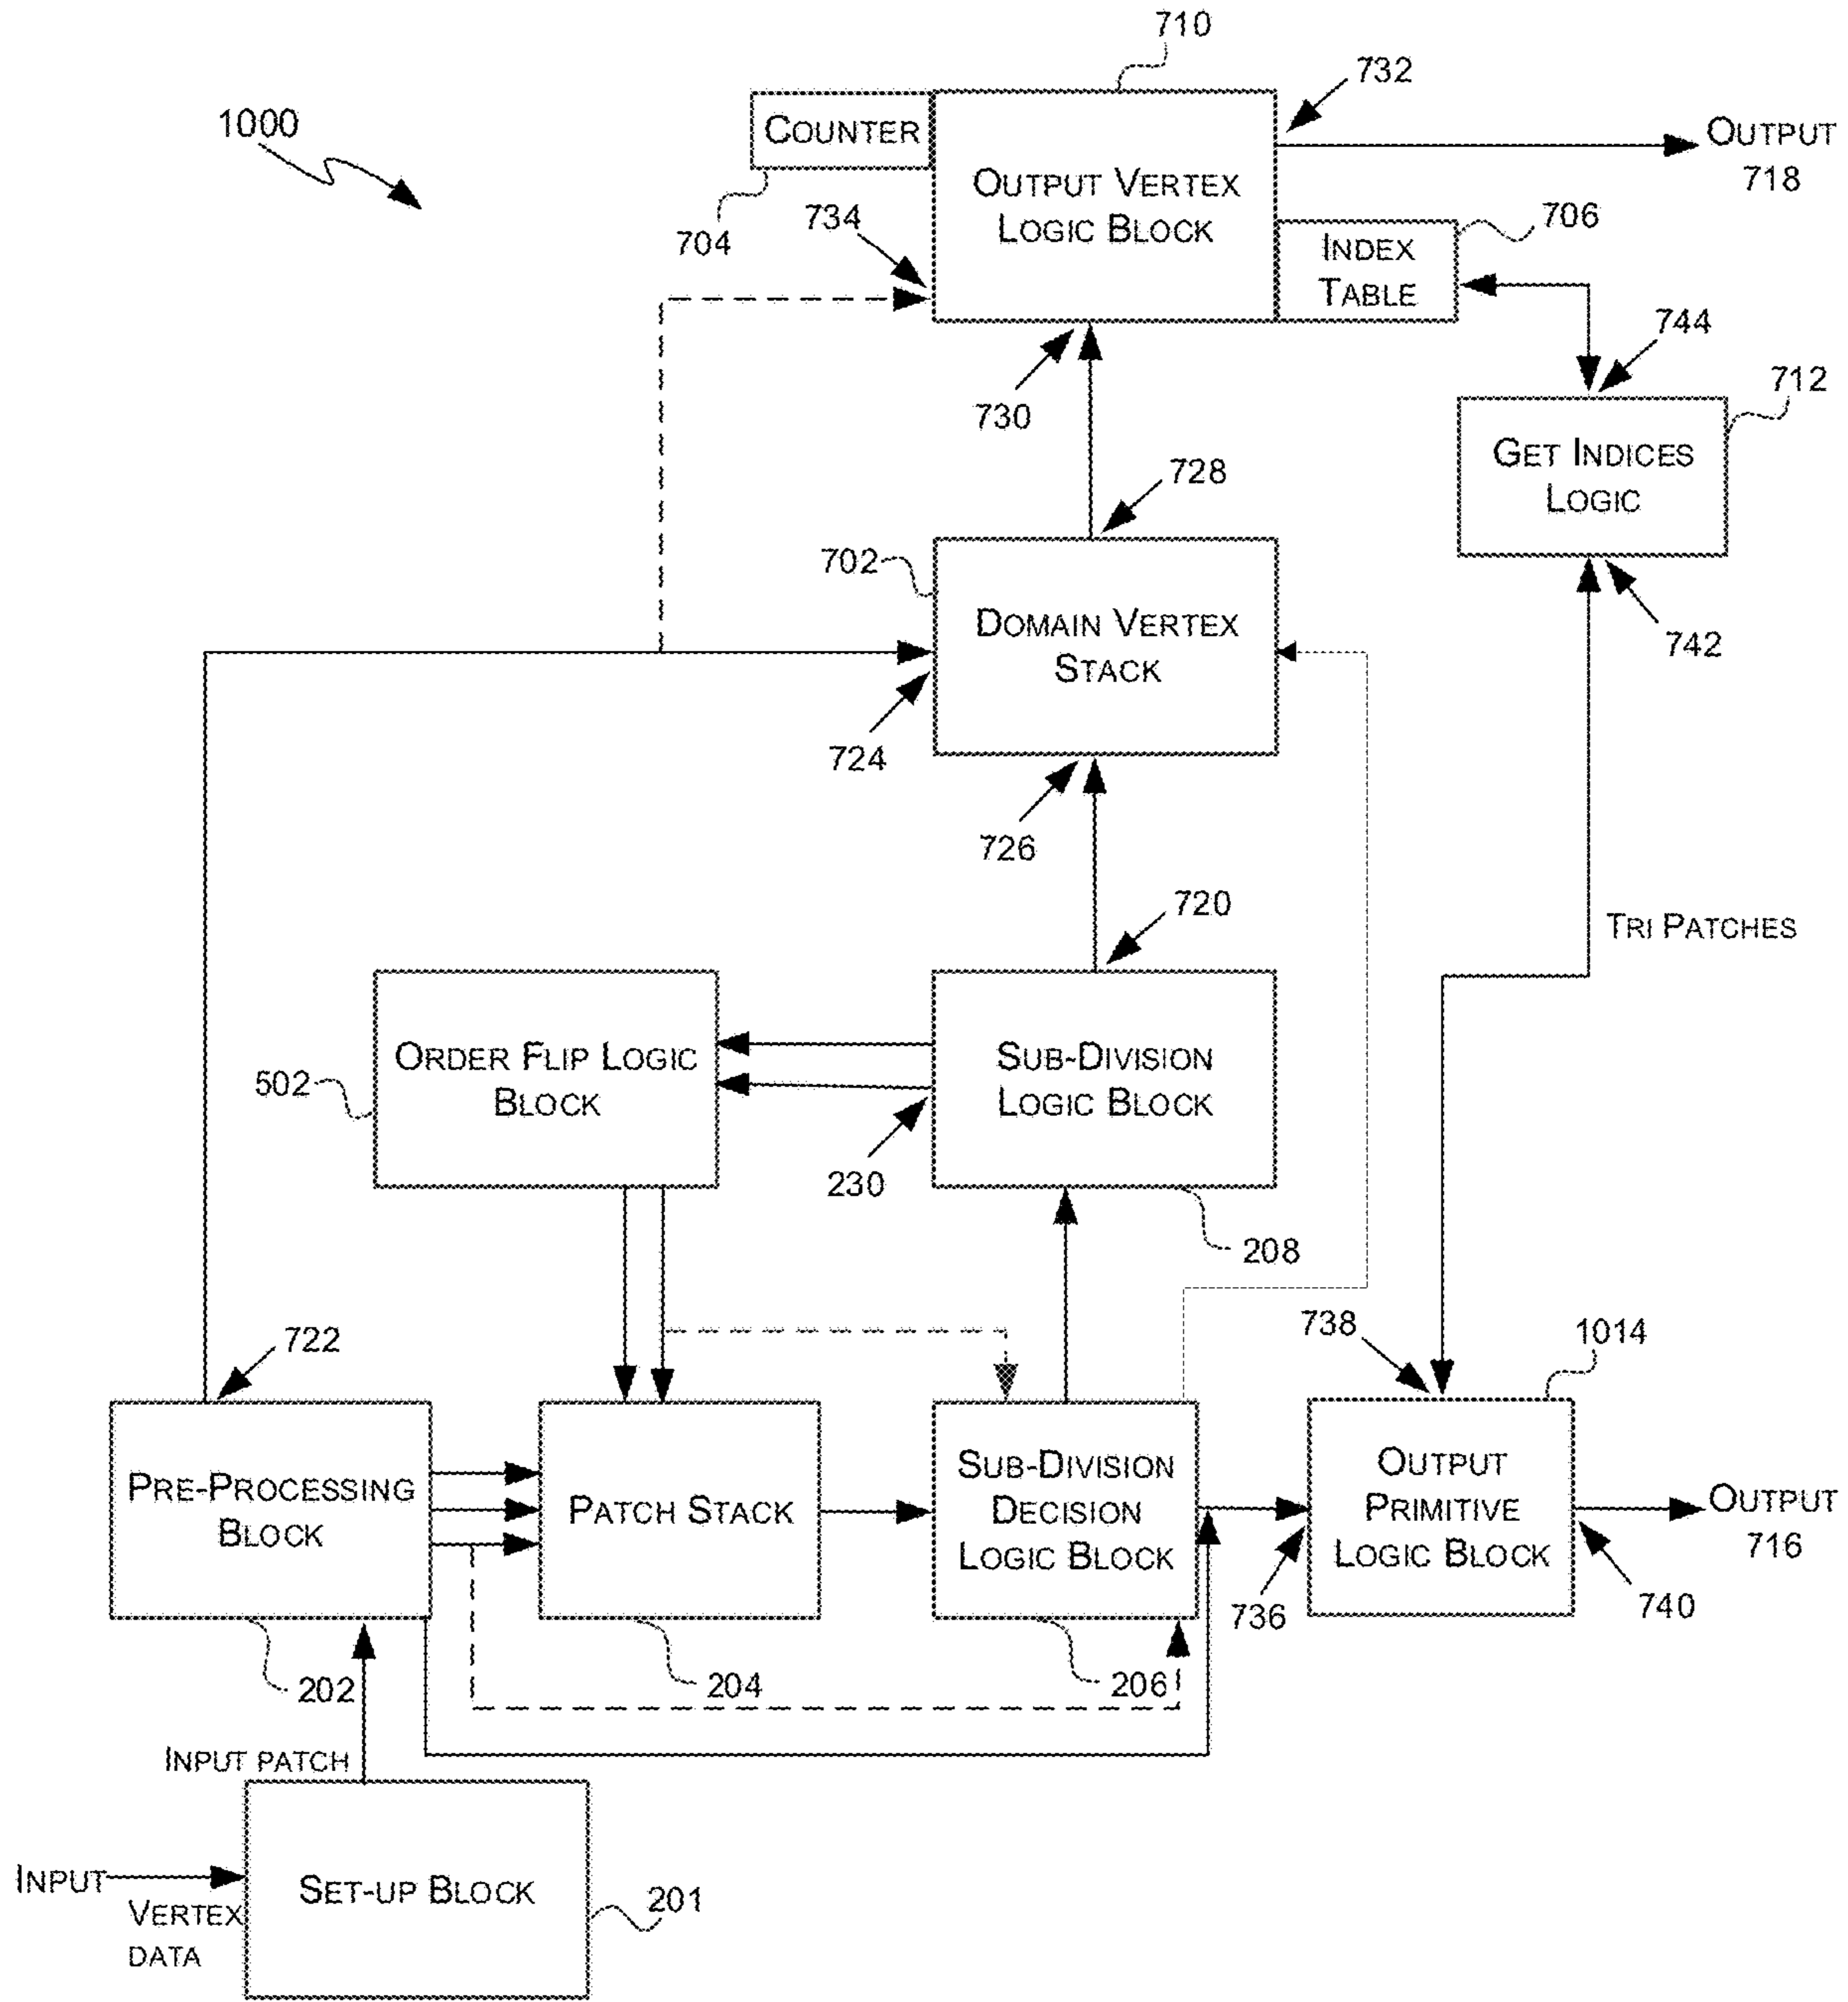 710
732
1000
COUNTER
OUTPUT
718
OUTPUT VERTEX
LOGIC BLOCK
704
734
706
INDEX
TABLE
744
730
712
GET INDICES
LOGIC
728
702
DOMAIN VERTEX
STACK
742
724
726
720
TRI PATCHES
ORDER FLIP LOGIC
BLOCK
SUB-DIVISION
LOGIC BLOCK
502
230
208
722
738
1014
PRE-PROCESSING
BLOCK
PATCH STACK
SUB-DIVISION
DECISION
LOGIC BLOCK
OUTPUT
PRIMITIVE
LOGIC BLOCK
OUTPUT
716
736
740
202
204
206
INPUT PATCH
INPUT
VERTEX
DATA
SET-UP BLOCK
201